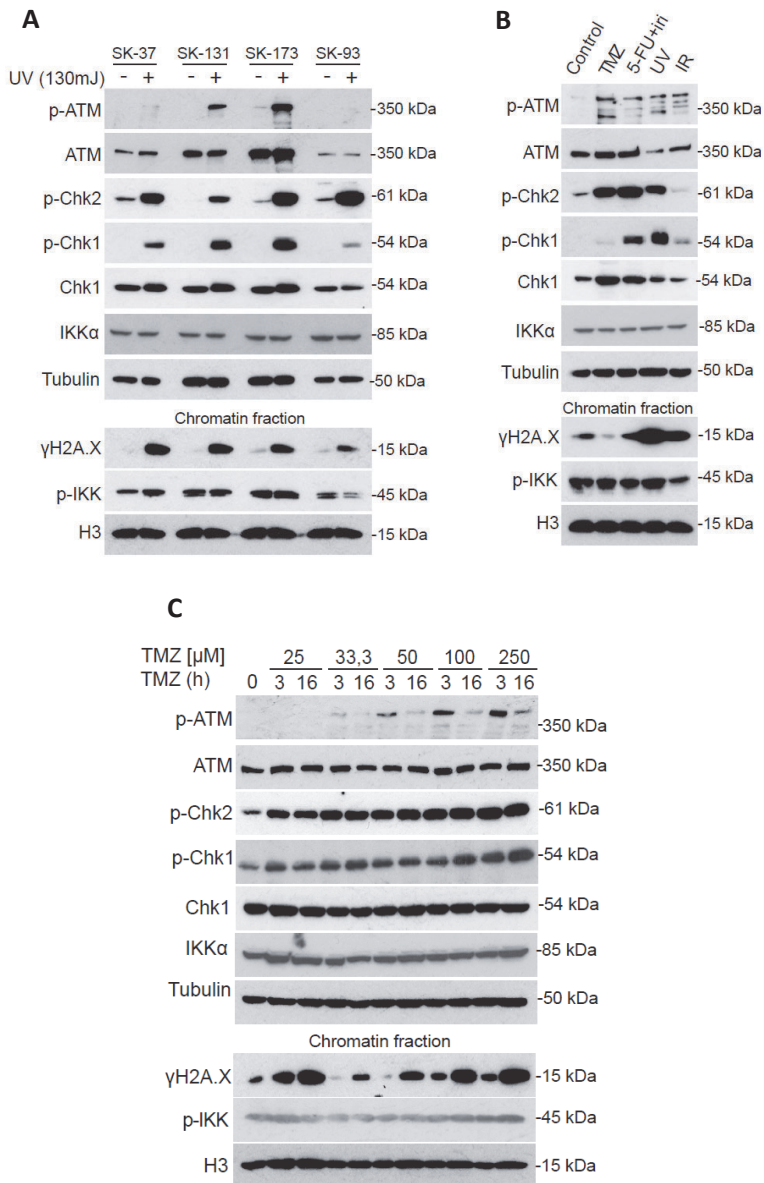 A
SK-37 SK-131 SK-173 SK-93
UV (130mJ) - + - + - + - +
p-ATM -350 kDa
ATM -350 kDa
p-Chk2 -61 kDa
p-Chk1 -54 kDa
Chk1 -54 kDa
IKKα -85 kDa
Tubulin -50 kDa
Chromatin fraction
γH2A.X -15 kDa
p-IKK -45 kDa
H3 -15 kDa
B
Control TMZ 5-FU+iri UV IR
p-ATM -350 kDa
ATM -350 kDa
p-Chk2 -61 kDa
p-Chk1 -54 kDa
Chk1 -54 kDa
IKKα -85 kDa
Tubulin -50 kDa
Chromatin fraction
γH2A.X -15 kDa
p-IKK -45 kDa
H3 -15 kDa
C
TMZ [µM] 25 33,3 50 100 250
TMZ (h) 0 3 16 3 16 3 16 3 16 3 16
p-ATM -350 kDa
ATM -350 kDa
p-Chk2 -61 kDa
p-Chk1 -54 kDa
Chk1 -54 kDa
IKKα -85 kDa
Tubulin -50 kDa
Chromatin fraction
γH2A.X -15 kDa
p-IKK -45 kDa
H3 -15 kDa